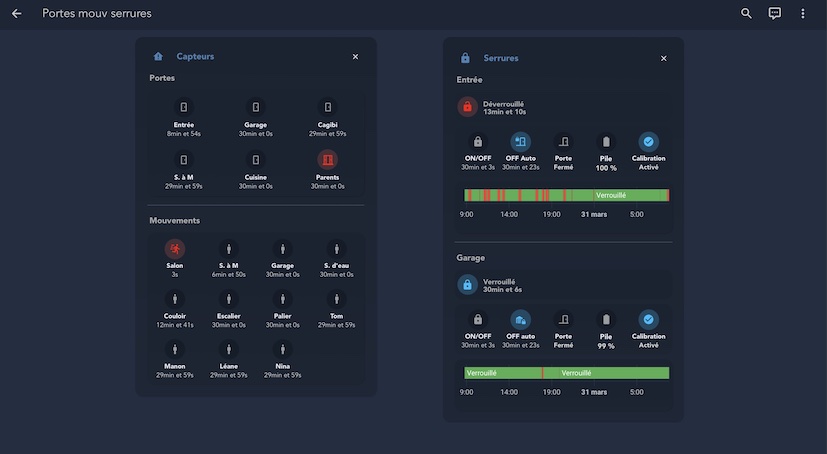 Portes mouv serrures
Capteurs
Portes
Entrée Garage Cagibi
8min et 54s 30min et 0s 29min et 59s
S. à M Cuisine Parents
29min et 59s 30min et 0s 30min et 0s
Mouvements
Salon S. à M Garage S. d'eau
3s 6min et 50s 30min et 0s 30min et 0s
Couloir Escalier Palier Tom
12min et 41s 30min et 0s 30min et 0s 29min et 59s
Manon Léane Nina
29min et 59s 29min et 59s 29min et 59s
Serrures
Entrée
Déverrouillé
13min et 10s
ON/OFF OFF Auto Porte Pile Calibration
30min et 3s 30min et 23s Fermé 100 % Activé
Verrouillé
9:00 14:00 19:00 31 mars 5:00
Garage
Verrouillé
30min et 6s
ON/OFF OFF auto Porte Pile Calibration
30min et 3s 30min et 23s Fermé 99 % Activé
Verrouillé Verrouillé
9:00 14:00 19:00 31 mars 5:00